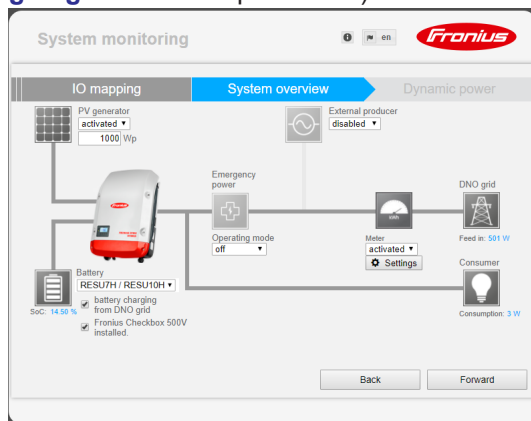 System monitoring
en
Fronius
IO mapping
System overview
Dynamic power
PV generator
activated
1000 Wp
External producer
disabled
Emergency
power
Operating mode
off
Meter
activated
Settings
DNO grid
Feed in: 501 W
Consumer
Consumption: 3 W
Battery
RESU7H / RESU10H
SoC: 14.50 %
battery charging
from DNO grid
Fronius Checkbox 500V
installed.
Back
Forward